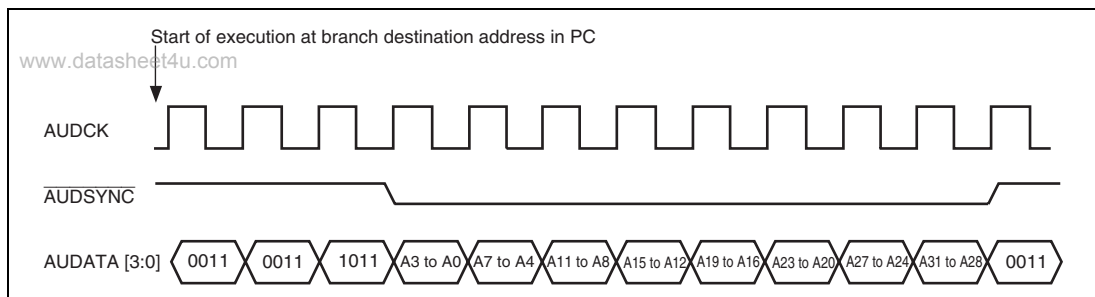 Start of execution at branch destination address in PC
www.datasheet4u.com
AUDCK
AUDSYNC
AUDATA [3:0] 0011 0011 1011 A3 to A0 A7 to A4 A11 to A8 A15 to A12 A19 to A16 A23 to A20 A27 to A24 A31 to A28 0011